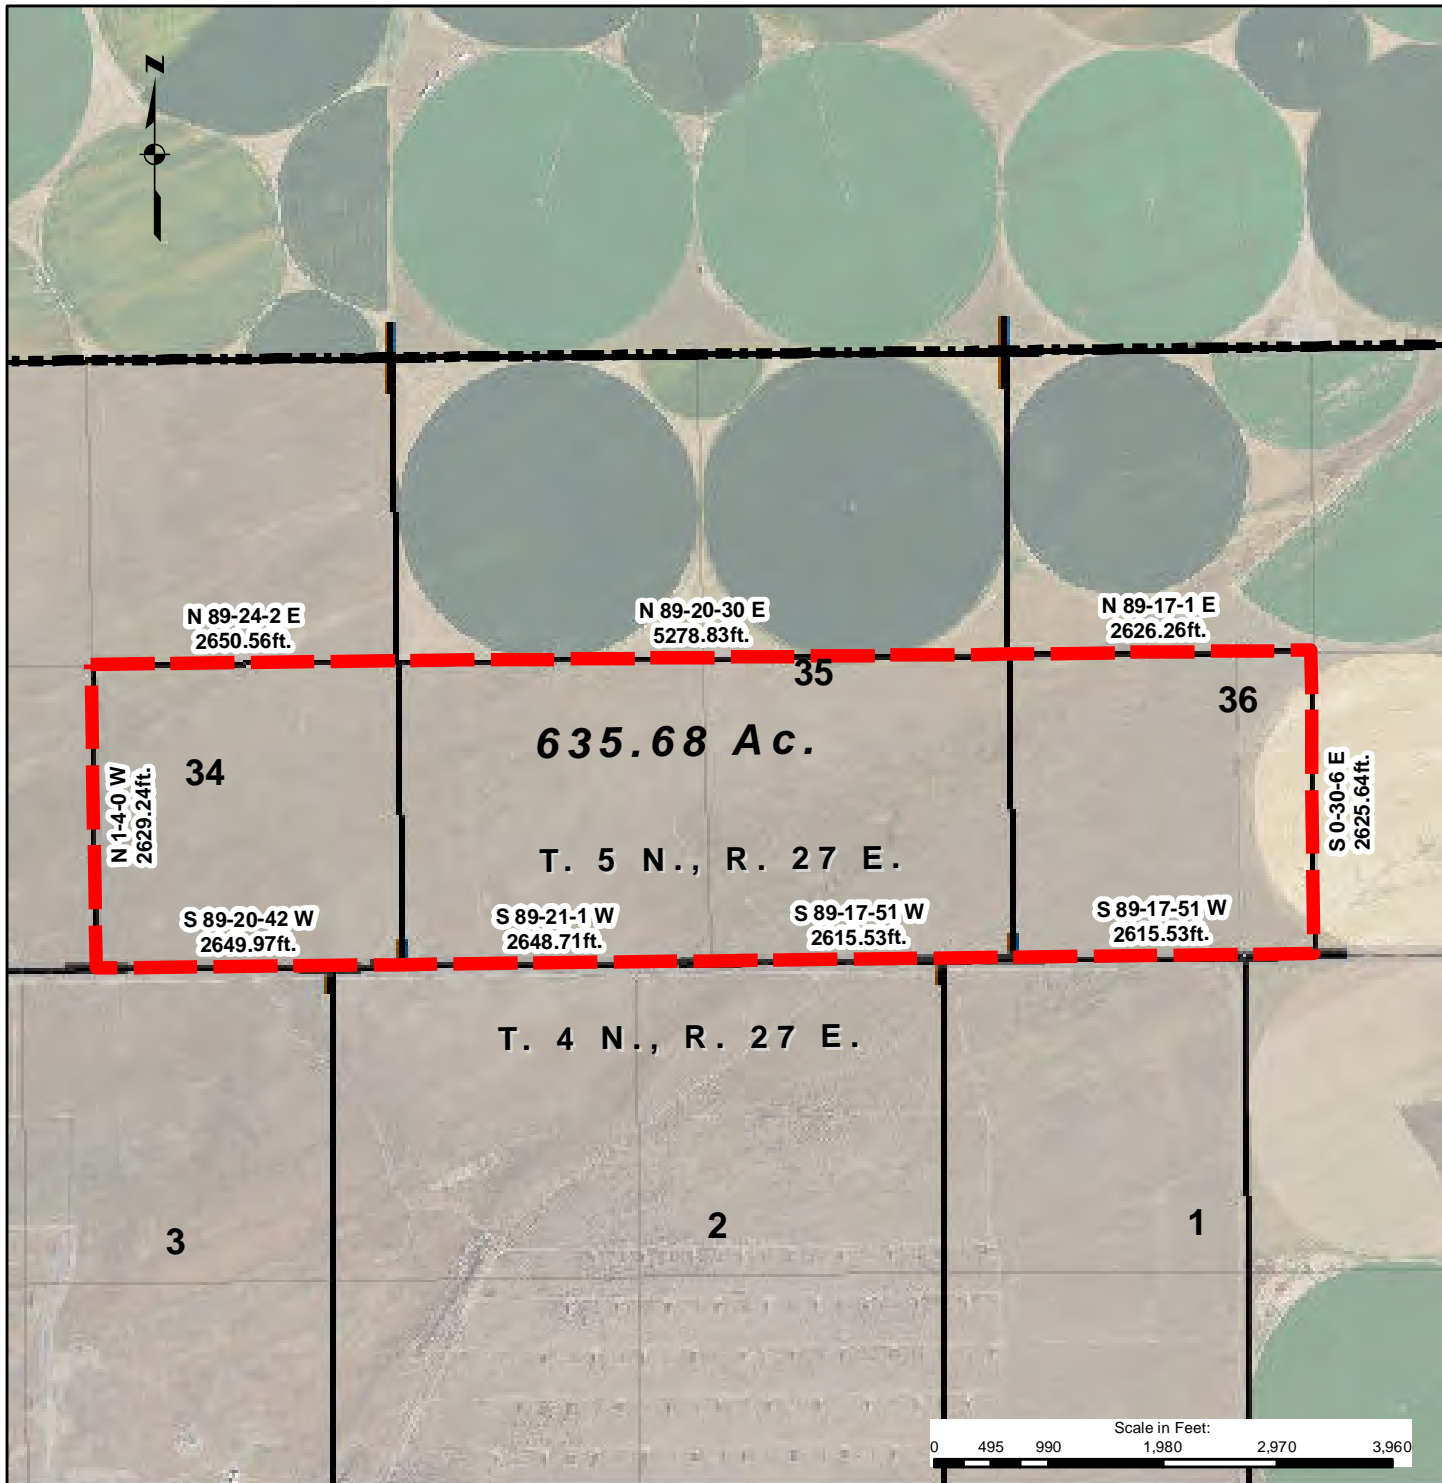 N
N 89-24-2 E
2650.56ft.
N 89-20-30 E
5278.83ft.
N 89-17-1 E
2626.26ft.
35
36
635.68 Ac.
34
N 1-4-0 W
2629.24ft.
S 0-30-6 E
2625.64ft.
T. 5 N., R. 27 E.
S 89-20-42 W
2649.97ft.
S 89-21-1 W
2648.71ft.
S 89-17-51 W
2615.53ft.
S 89-17-51 W
2615.53ft.
T. 4 N., R. 27 E.
3
2
1
Scale in Feet:
0 495 990 1,980 2,970 3,960